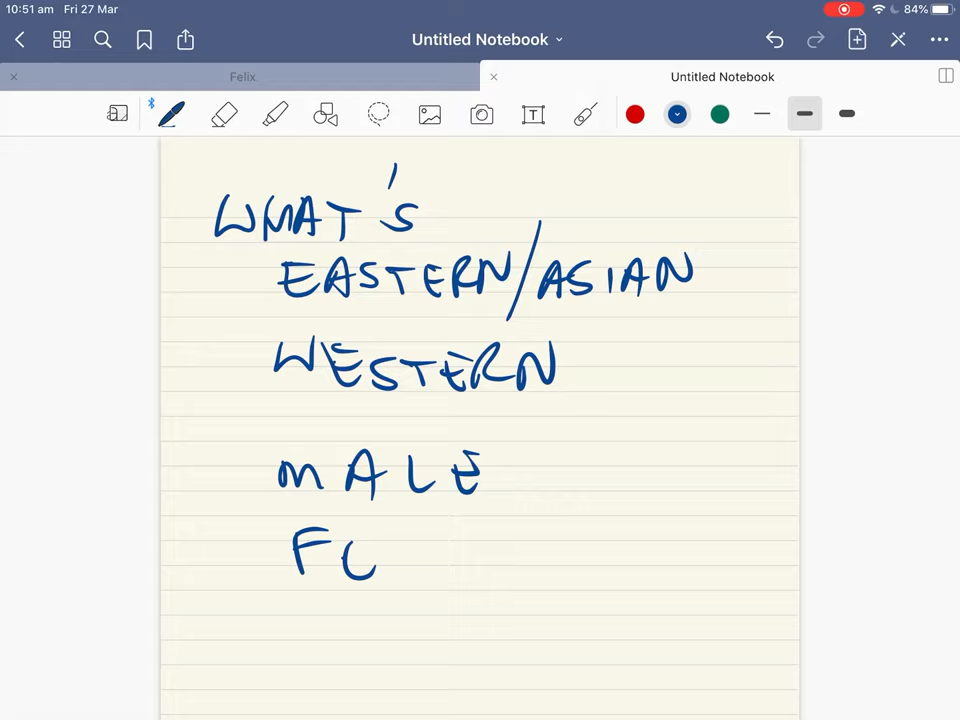 10:51 am Fri 27 Mar 84%
Untitled Notebook
Felix Untitled Notebook
T
WHAT'S
EASTERN/ASIAN
WESTERN
MALE